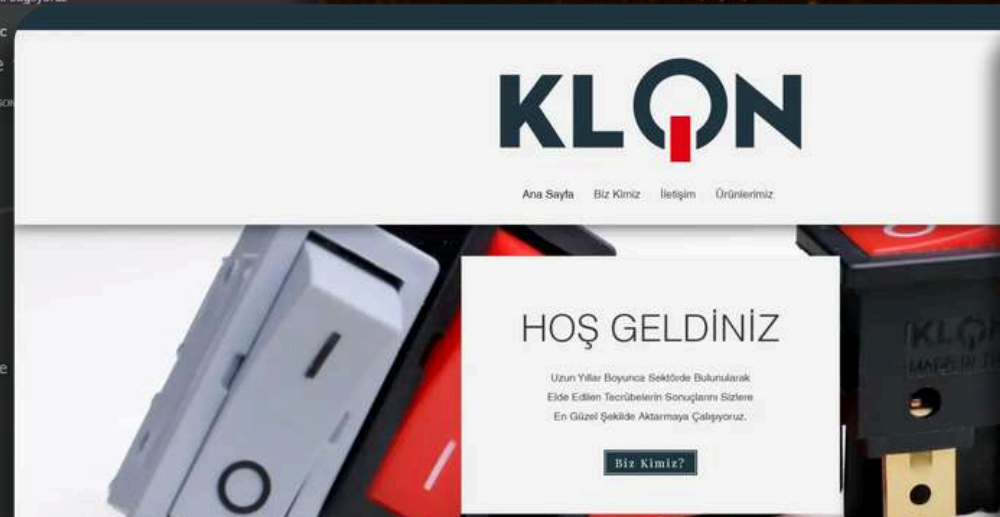 KLON
Ana Sayfa Biz Kimiz İletişim Ürünlerimiz
HOŞ GELDİNİZ
Uzun Yıllar Boyunca Sektörde Bulunularak
Elde Edilen Tecrübelerin Sonuçlarını Sizlere
En Güzel Şekilde Aktarmaya Çalışıyoruz.
Biz Kimiz?
KLON